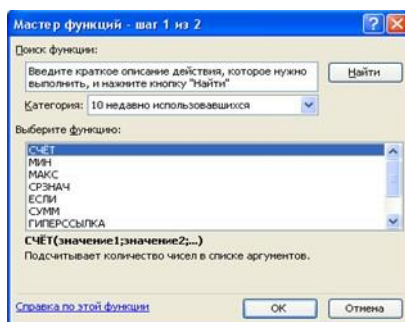 Мастер функций - шаг 1 из 2
Поиск функции:
Введите краткое описание действия, которое нужно
выполнить, и нажмите кнопку "Найти"
Найти
Категория: 10 недавно использовавшихся
Выберите функцию:
СЧЁТ
МИН
МАКС
СРЗНАЧ
ЕСЛИ
СУММ
ГИПЕРССЫЛКА
СЧЁТ(значение1;значение2;...)
Подсчитывает количество чисел в списке аргументов.
Справка по этой функции
ОК
Отмена